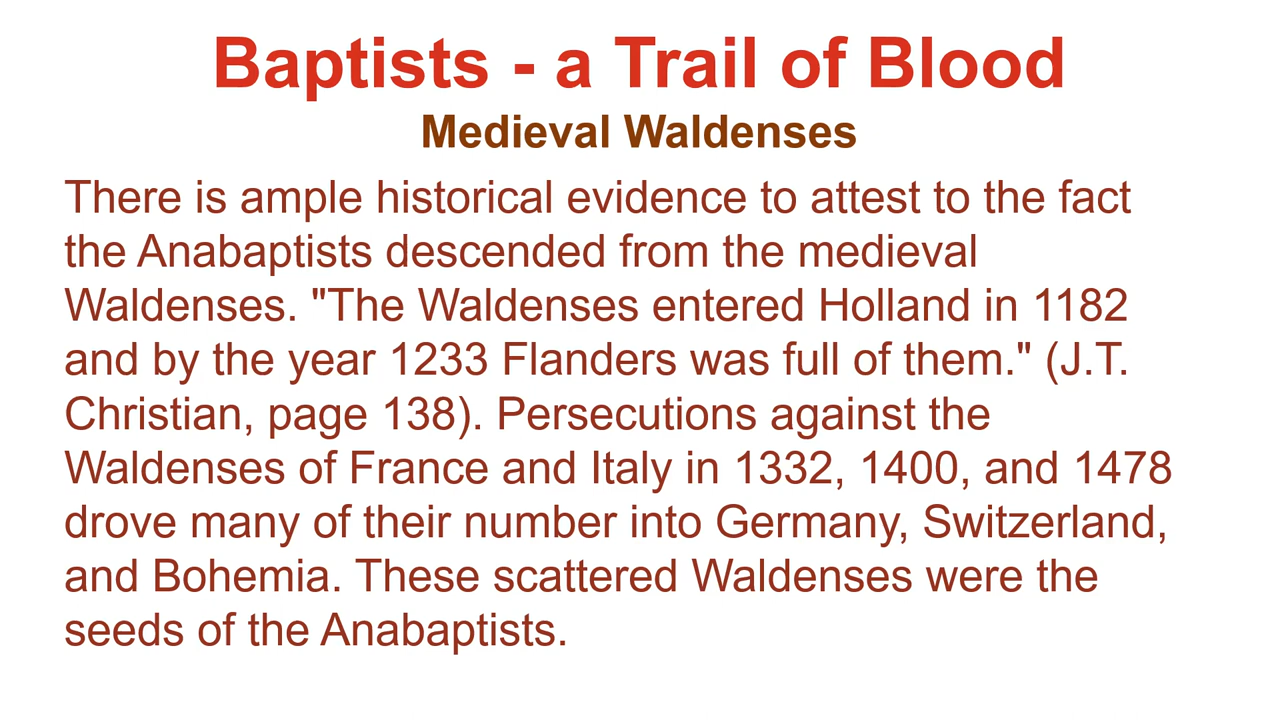 Baptists - a Trail of Blood
Medieval Waldenses
There is ample historical evidence to attest to the fact
the Anabaptists descended from the medieval
Waldenses. "The Waldenses entered Holland in 1182
and by the year 1233 Flanders was full of them." (J.T.
Christian, page 138). Persecutions against the
Waldenses of France and Italy in 1332, 1400, and 1478
drove many of their number into Germany, Switzerland,
and Bohemia. These scattered Waldenses were the
seeds of the Anabaptists.